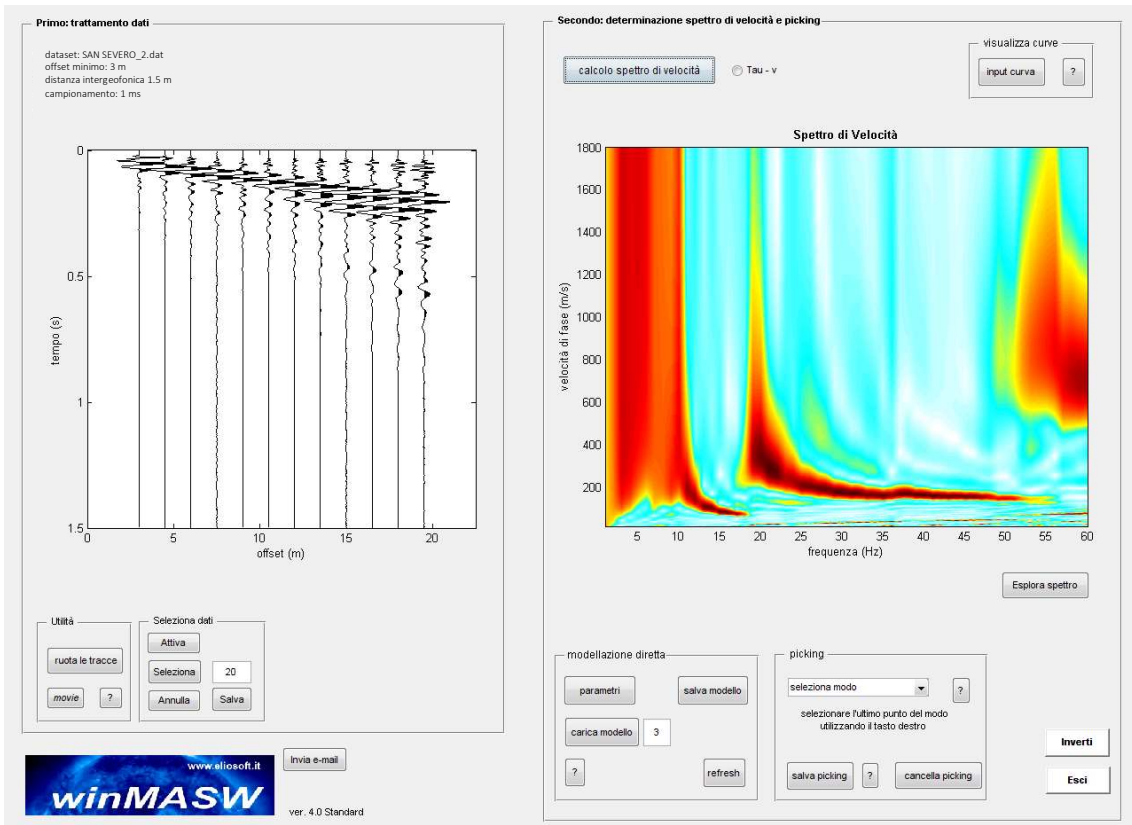 Primo: trattamento dati
dataset: SAN SEVERO_2.dat
offset minimo: 3 m
distanza intergeofonica 1.5 m
campionamento: 1 ms
0
0.5
1
1.5
tempo (s)
0 5 10 15 20
offset (m)
Utilità
ruota le tracce
movie ?
Seleziona dati
Attiva
Seleziona 20
Annulla Salva
www.eliosoft.it
winMASW
Invia e-mail
ver. 4.0 Standard
Secondo: determinazione spettro di velocità e picking
calcolo spettro di velocità Tau - v
visualizza curve
input curva ?
Spettro di Velocità
1800
1600
1400
1200
1000
800
600
400
200
velocità di fase (m/s)
5 10 15 20 25 30 35 40 45 50 55 60
frequenza (Hz)
Esplora spettro
modellazione diretta
parametri salva modello
carica modello 3
? refresh
picking
seleziona modo ?
selezionare l'ultimo punto del modo
utilizzando il tasto destro
salva picking ? cancella picking
Inverti
Esci